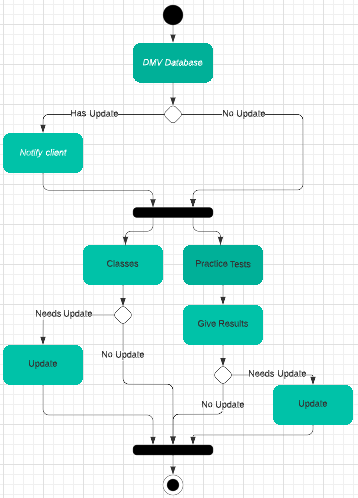 DMV Database
Has Update
No Update
Notify client
Classes
Practice Tests
Needs Update
Give Results
No Update
Update
Needs Update
No Update
Update